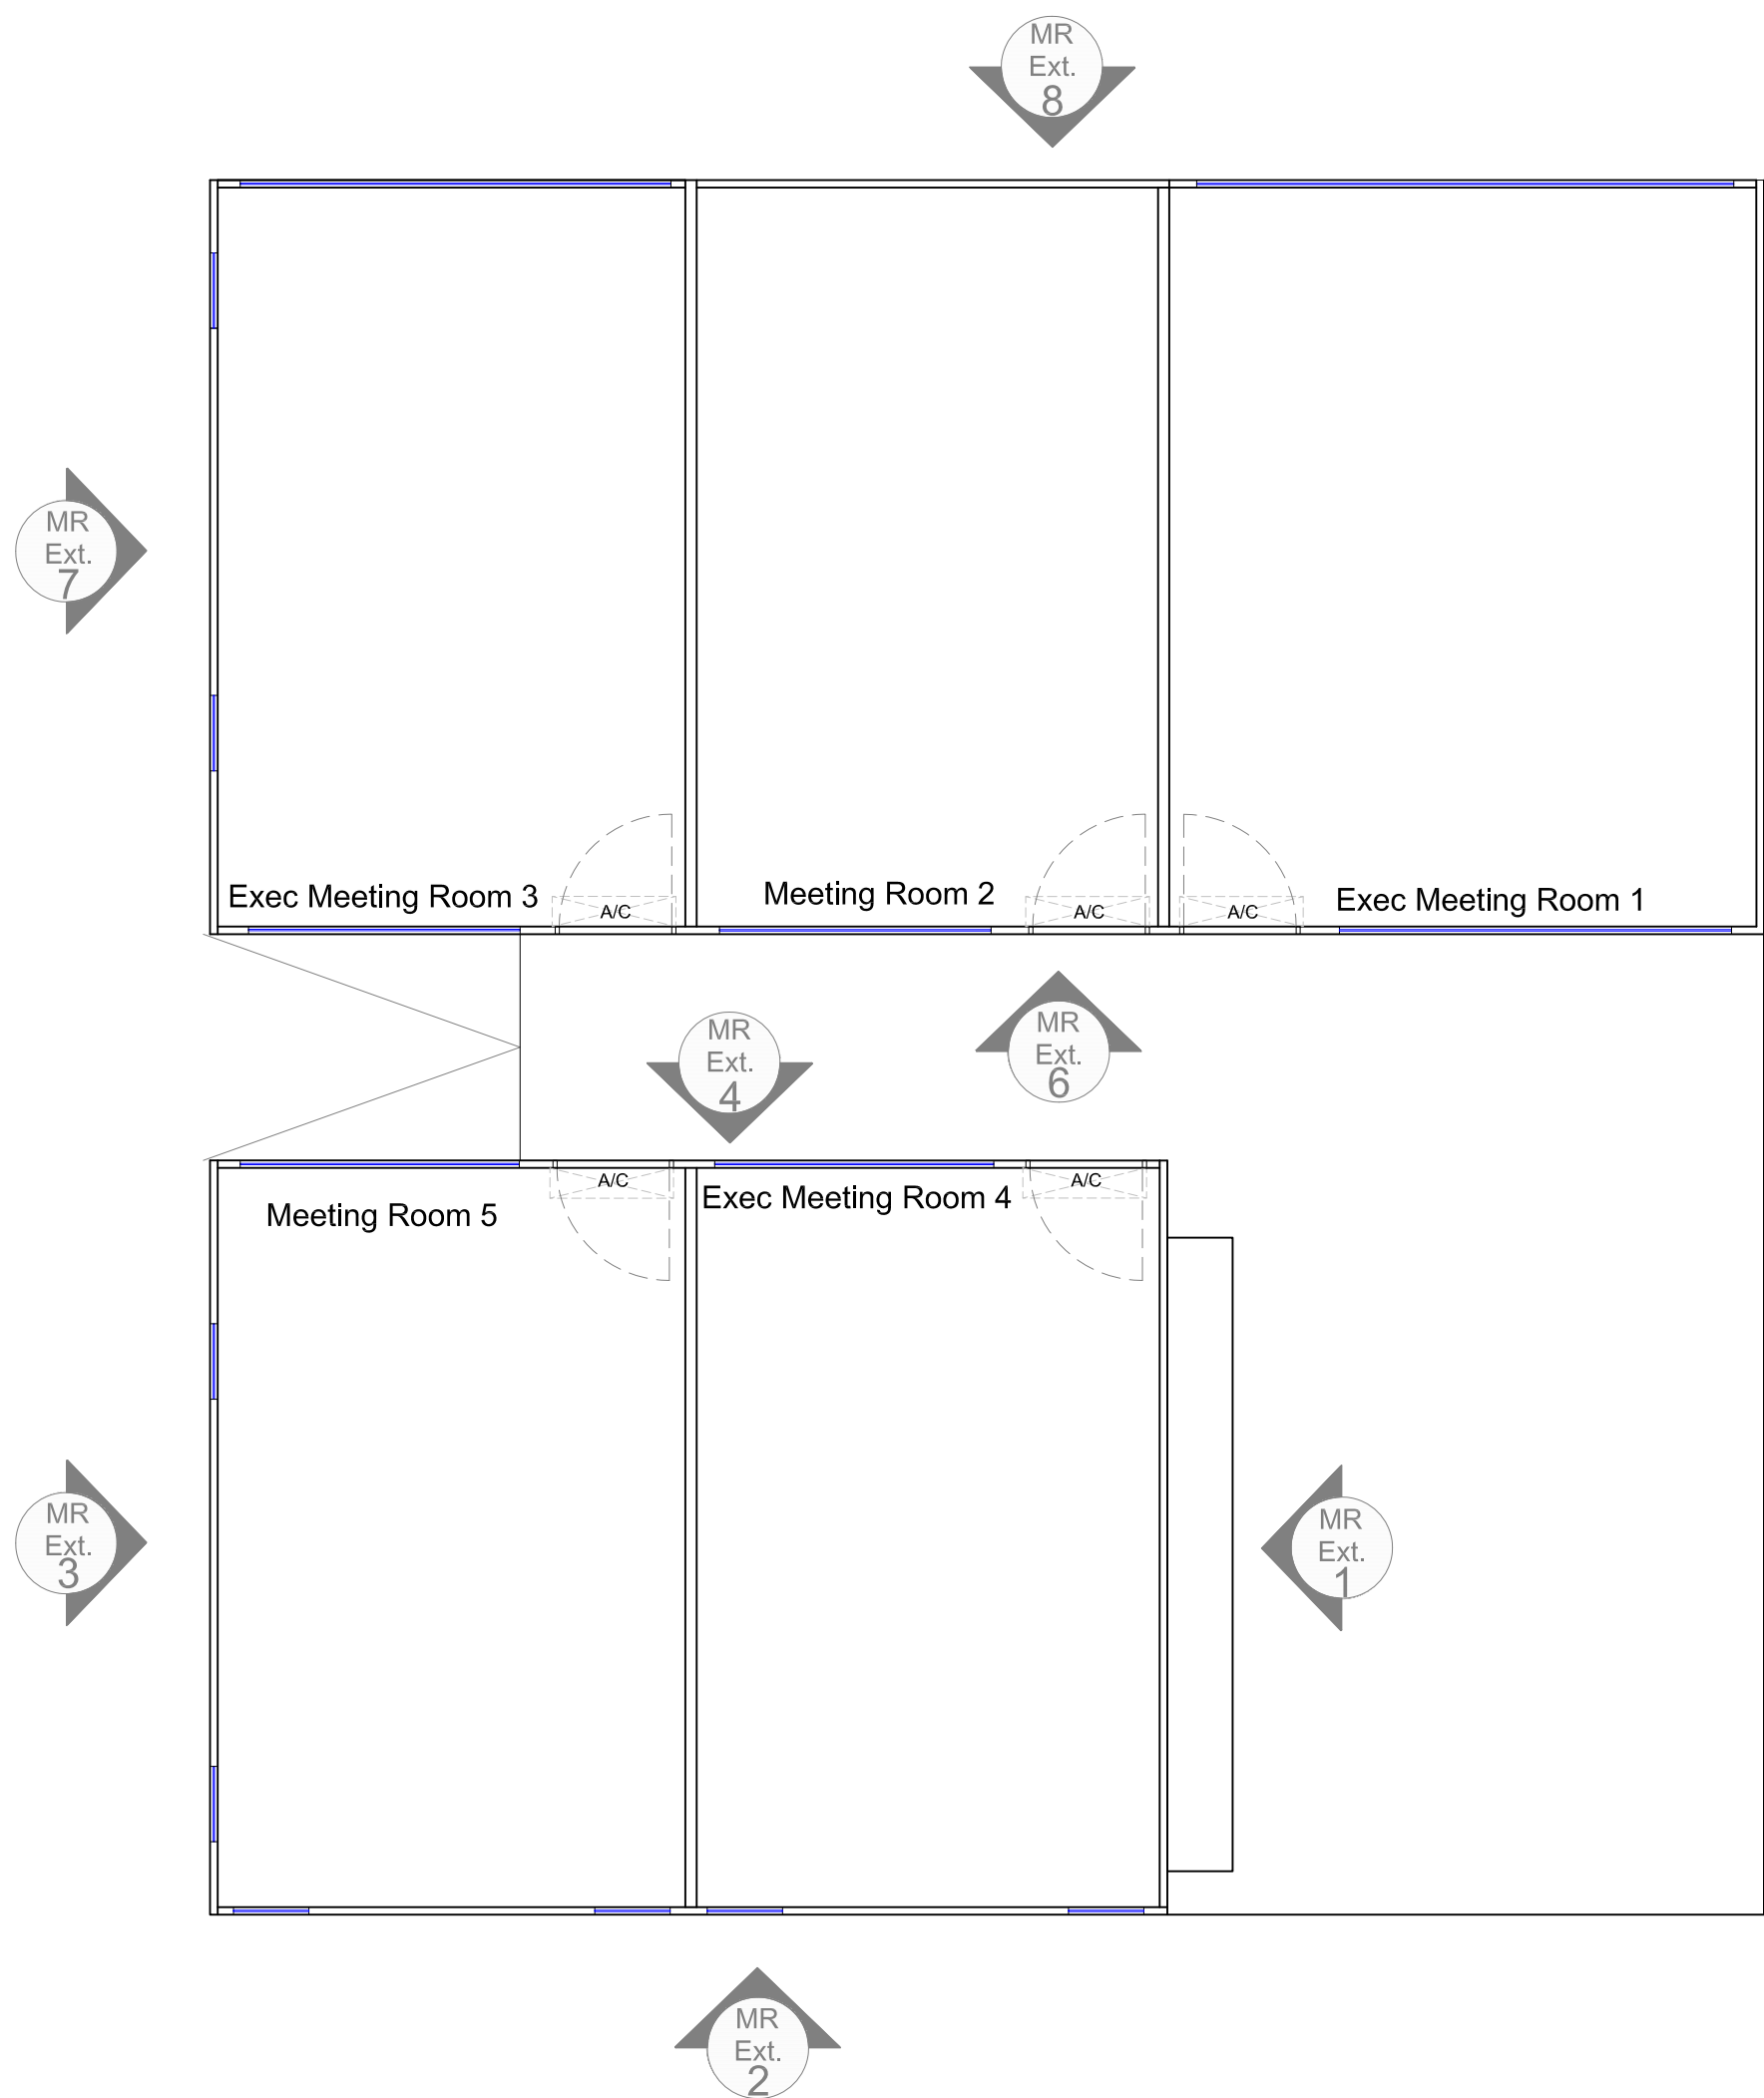 MR
Ext.
8
MR
Ext.
7
Exec Meeting Room 3
A/C
Meeting Room 2
A/C
A/C
Exec Meeting Room 1
MR
Ext.
4
MR
Ext.
6
A/C
Meeting Room 5
A/C
Exec Meeting Room 4
MR
Ext.
3
MR
Ext.
1
MR
Ext.
2